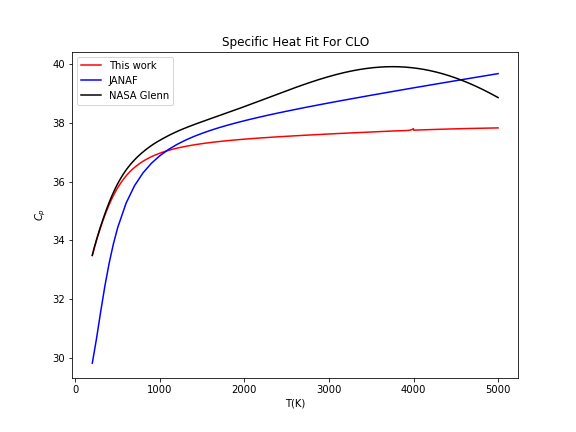 Specific Heat Fit For CLO
This work
JANAF
NASA Glenn
40
38
36
34
32
30
C_p
0 1000 2000 3000 4000 5000
T(K)